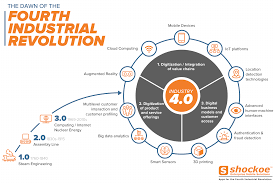 THE DAWN OF THE
FOURTH
INDUSTRIAL
REVOLUTION
Mobile Devices
Cloud Computing
IoT platforms
Augmented Reality
Location
detection
technologies
Multilevel customer
interaction and
customer profiling
Advanced
human-machine
interfaces
Big data analytics
Authentication & fraud
detection
Smart Sensors
3D printing
1. Digitization / Integration
of value chains
2. Digitization
of product
and service
offerings
INDUSTRY
4.0
3. Digital
business
models and
customer
access
3.0
Computing / Internet
Nuclear Energy
2.0
Assembly Line
1.0
Steam Engineering
shockoe